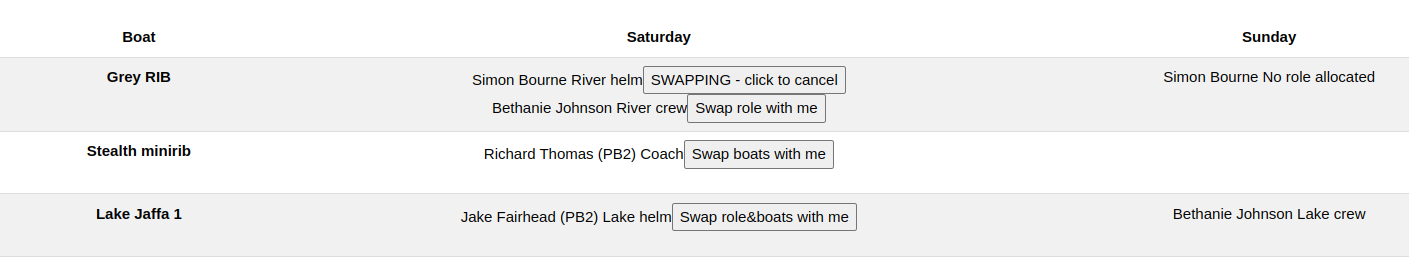 Boat Saturday Sunday
Grey RIB Simon Bourne River helm SWAPPING - click to cancel Simon Bourne No role allocated
Bethanie Johnson River crew Swap role with me
Stealth minirib Richard Thomas (PB2) Coach Swap boats with me
Lake Jaffa 1 Jake Fairhead (PB2) Lake helm Swap role&boats with me Bethanie Johnson Lake crew